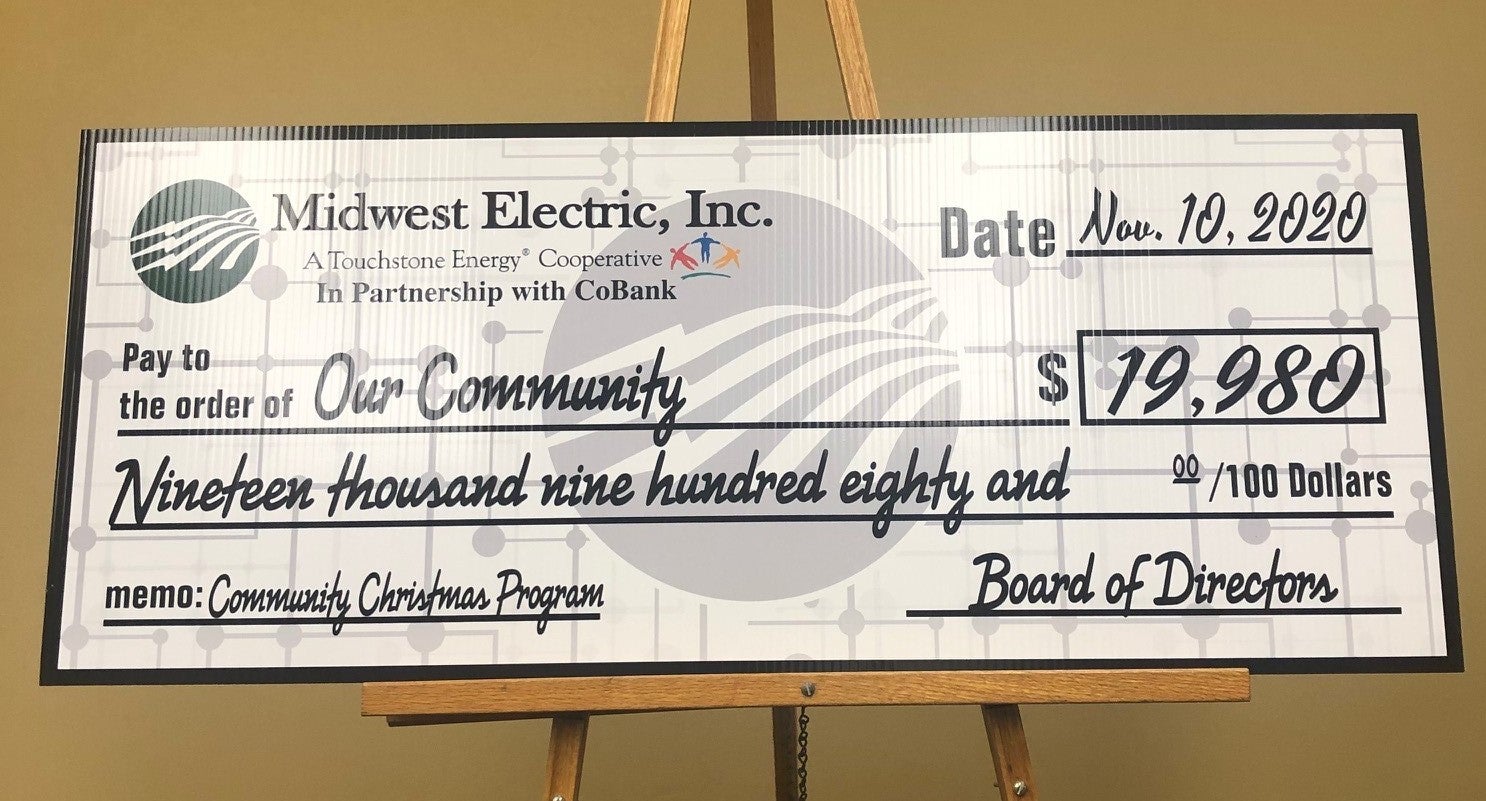 Midwest Electric, Inc.
A Touchstone Energy® Cooperative
In Partnership with CoBank
Date Nov. 10, 2020
Pay to
the order of Our Community
$ 19,980
Nineteen thousand nine hundred eighty and 00/100 Dollars
memo: Community Christmas Program
Board of Directors